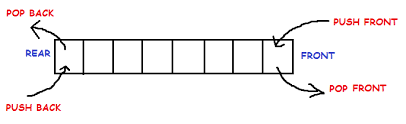 POP BACK
PUSH FRONT
REAR
FRONT
POP FRONT
PUSH BACK